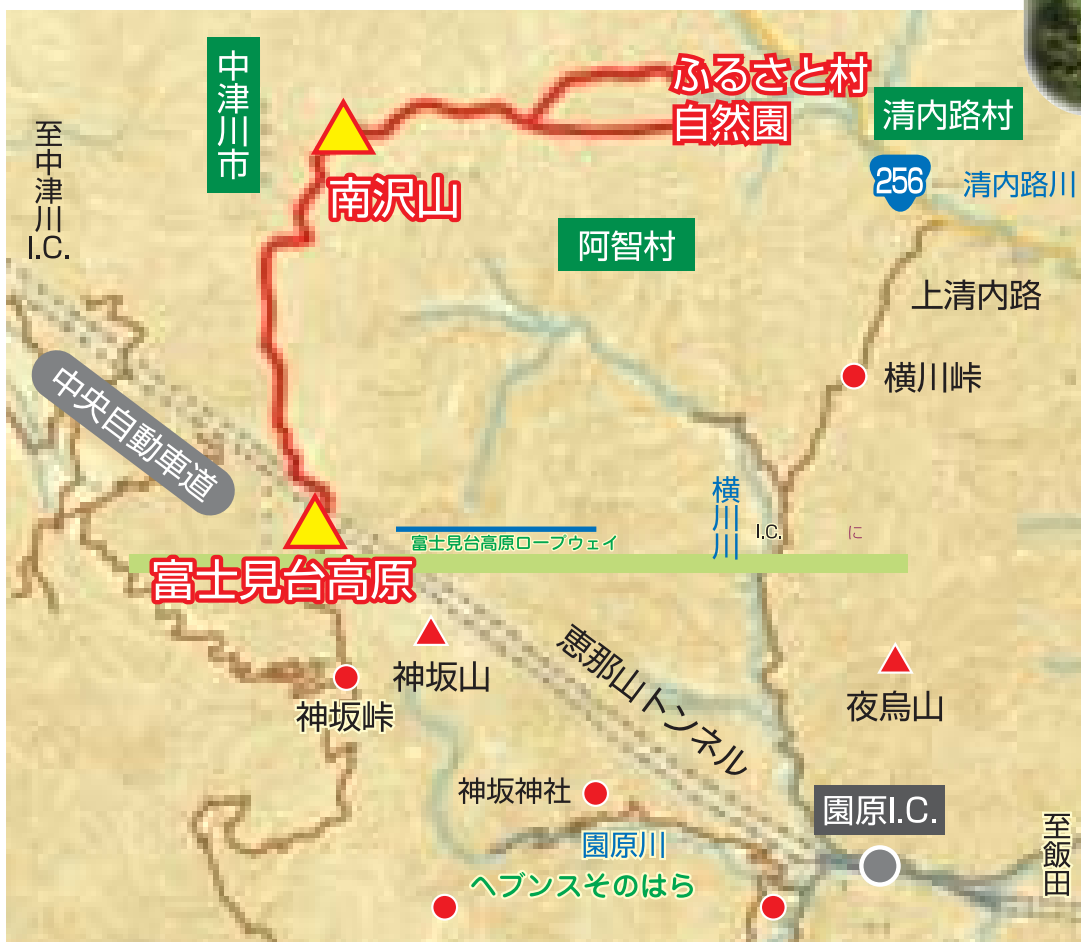 中津川市
ふるさと村
自然園
清内路村
至中津川
I.C.
南沢山
256
清内路川
阿智村
上清内路
横川峠
中央自動車道
横川川
I.C.
に
富士見台高原ロープウェイ
富士見台高原
神坂山
恵那山トンネル
神坂峠
夜烏山
神坂神社
園原I.C.
園原川
至飯田
ヘブンスそのはら